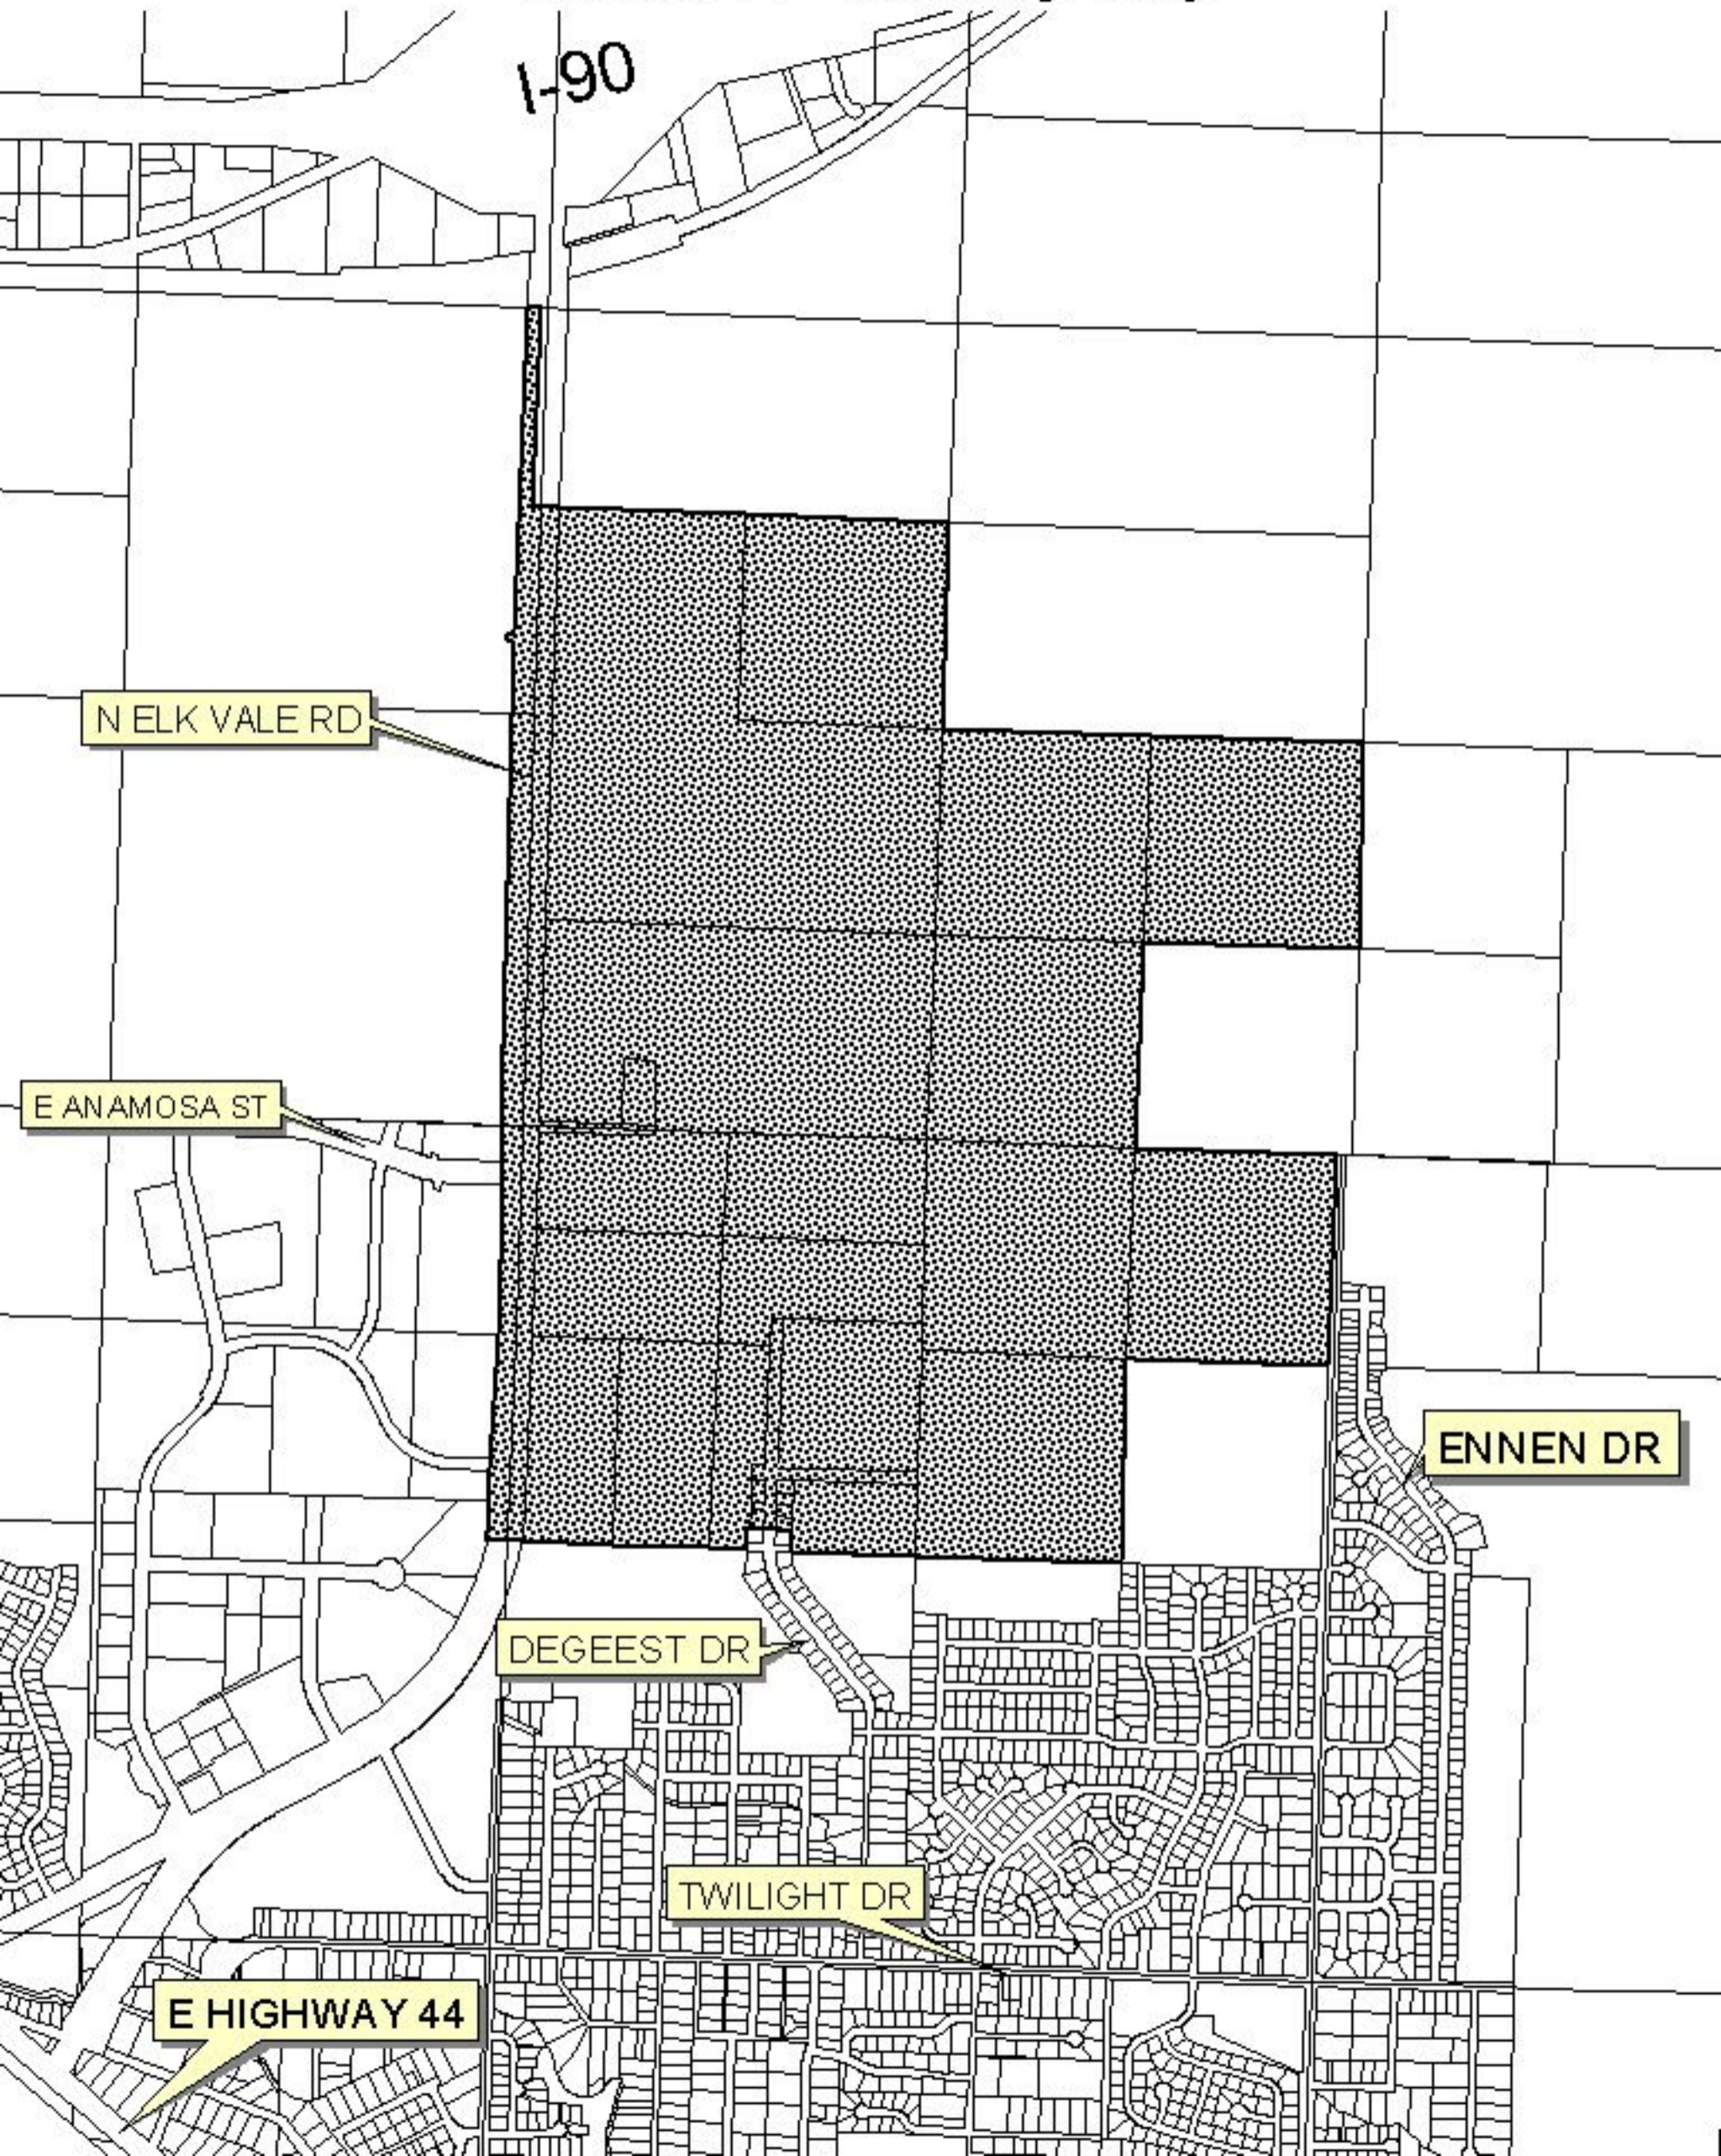 I-90
N ELK VALE RD
E ANAMOSA ST
ENNEN DR
DEGEEST DR
TWILIGHT DR
E HIGHWAY 44